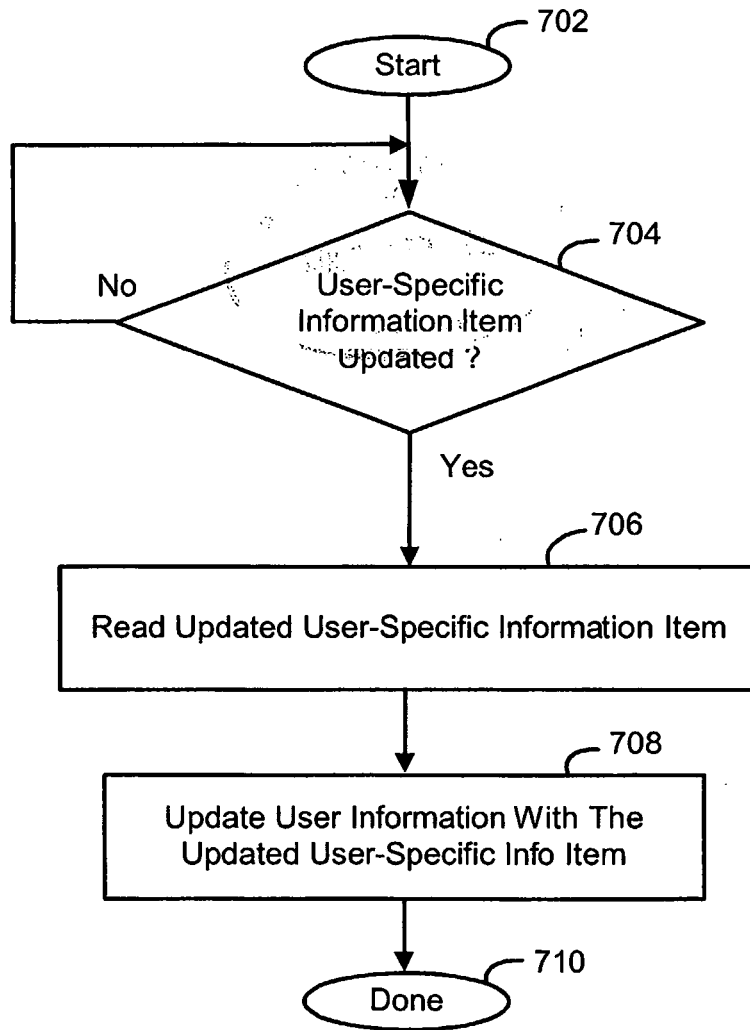 702
Start
704
No
User-Specific
Information Item
Updated ?
Yes
706
Read Updated User-Specific Information Item
708
Update User Information With The
Updated User-Specific Info Item
710
Done